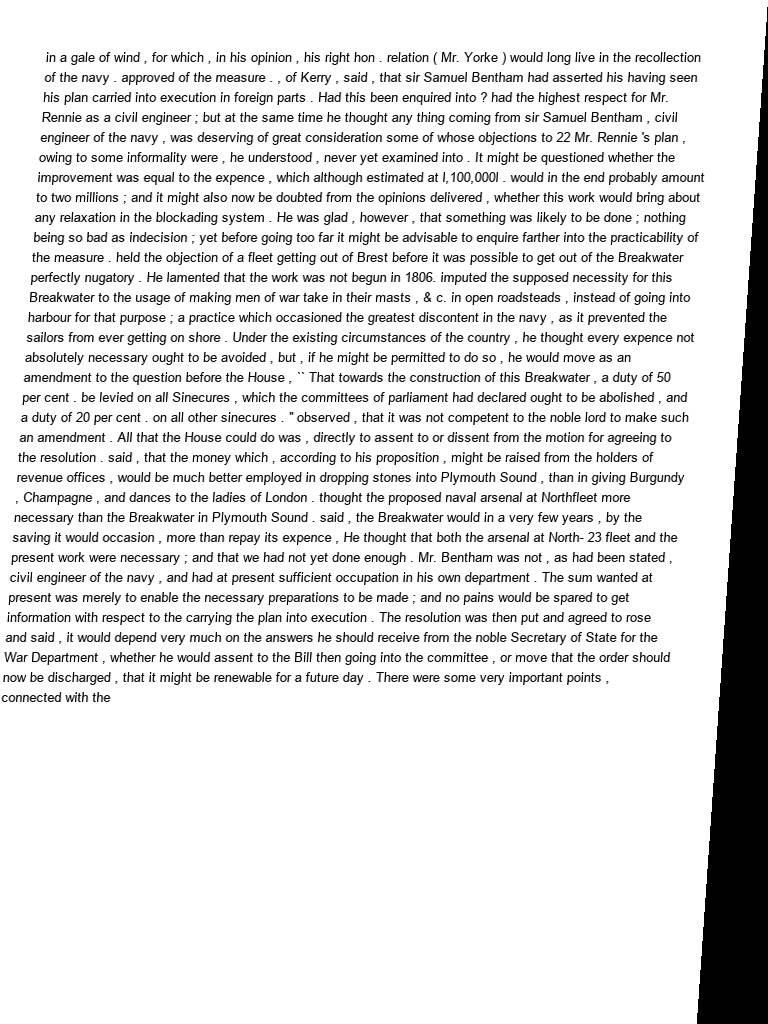 in a gale of wind , for which , in his opinion , his right hon . relation ( Mr. Yorke ) would long live in the recollection
of the navy . approved of the measure . , of Kerry , said , that sir Samuel Bentham had asserted his having seen
his plan carried into execution in foreign parts . Had this been enquired into ? had the highest respect for Mr.
Rennie as a civil engineer ; but at the same time he thought any thing coming from sir Samuel Bentham , civil
engineer of the navy , was deserving of great consideration some of whose objections to 22 Mr. Rennie 's plan ,
owing to some informality were , he understood , never yet examined into . It might be questioned whether the
improvement was equal to the expence , which although estimated at l,100,000l . would in the end probably amount
to two millions ; and it might also now be doubted from the opinions delivered , whether this work would bring about
any relaxation in the blockading system . He was glad , however , that something was likely to be done ; nothing
being so bad as indecision ; yet before going too far it might be advisable to enquire farther into the practicability of
the measure . held the objection of a fleet getting out of Brest before it was possible to get out of the Breakwater
perfectly nugatory . He lamented that the work was not begun in 1806. imputed the supposed necessity for this
Breakwater to the usage of making men of war take in their masts , & c. in open roadsteads , instead of going into
harbour for that purpose ; a practice which occasioned the greatest discontent in the navy , as it prevented the
sailors from ever getting on shore . Under the existing circumstances of the country , he thought every expence not
absolutely necessary ought to be avoided , but , if he might be permitted to do so , he would move as an
amendment to the question before the House , `` That towards the construction of this Breakwater , a duty of 50
per cent . be levied on all Sinecures , which the committees of parliament had declared ought to be abolished , and
a duty of 20 per cent . on all other sinecures . '' observed , that it was not competent to the noble lord to make such
an amendment . All that the House could do was , directly to assent to or dissent from the motion for agreeing to
the resolution . said , that the money which , according to his proposition , might be raised from the holders of
revenue offices , would be much better employed in dropping stones into Plymouth Sound , than in giving Burgundy
, Champagne , and dances to the ladies of London . thought the proposed naval arsenal at Northfleet more
necessary than the Breakwater in Plymouth Sound . said , the Breakwater would in a very few years , by the
saving it would occasion , more than repay its expence , He thought that both the arsenal at North- 23 fleet and the
present work were necessary ; and that we had not yet done enough . Mr. Bentham was not , as had been stated ,
civil engineer of the navy , and had at present sufficient occupation in his own department . The sum wanted at
present was merely to enable the necessary preparations to be made ; and no pains would be spared to get
information with respect to the carrying the plan into execution . The resolution was then put and agreed to rose
and said , it would depend very much on the answers he should receive from the noble Secretary of State for the
War Department , whether he would assent to the Bill then going into the committee , or move that the order should
now be discharged , that it might be renewable for a future day . There were some very important points ,
connected with the